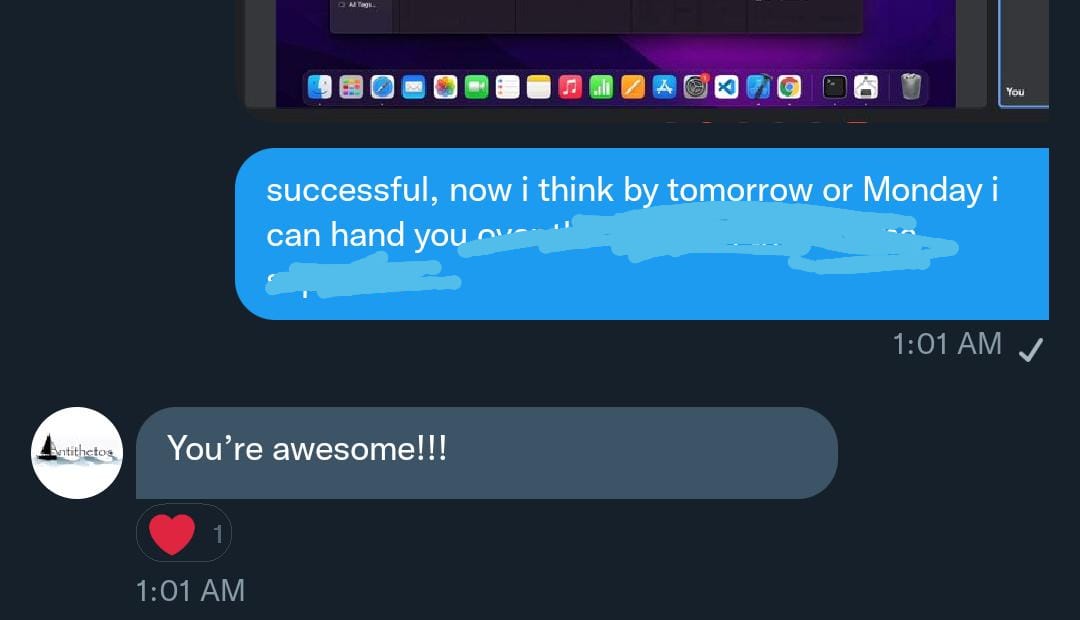 All Tags...
You
successful, now i think by tomorrow or Monday i
can hand you
1:01 AM
Antithetos
You’re awesome!!!
1
1:01 AM